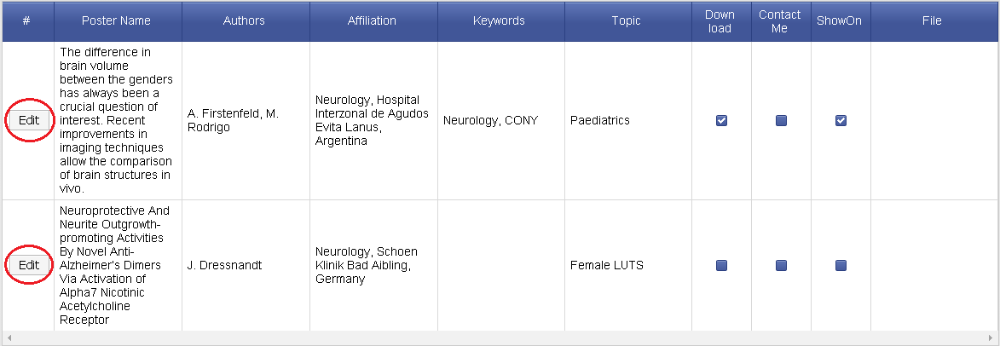 #
Poster Name
Authors
Affiliation
Keywords
Topic
Down
load
Contact
Me
ShowOn
File
Edit
The difference in
brain volume
between the genders
has always been a
crucial question of
interest. Recent
improvements in
imaging techniques
allow the comparison
of brain structures in
vivo.
A. Firstenfeld, M.
Rodrigo
Neurology, Hospital
Interzonal de Agudos
Evita Lanus,
Argentina
Neurology, CONY
Paediatrics
Edit
Neuroprotective And
Neurite Outgrowth-
promoting Activities
By Novel Anti-
Alzheimer's Dimers
Via Activation of
Alpha7 Nicotinic
Acetylcholine
Receptor
J. Dressnandt
Neurology, Schoen
Klinik Bad Aibling,
Germany
Female LUTS